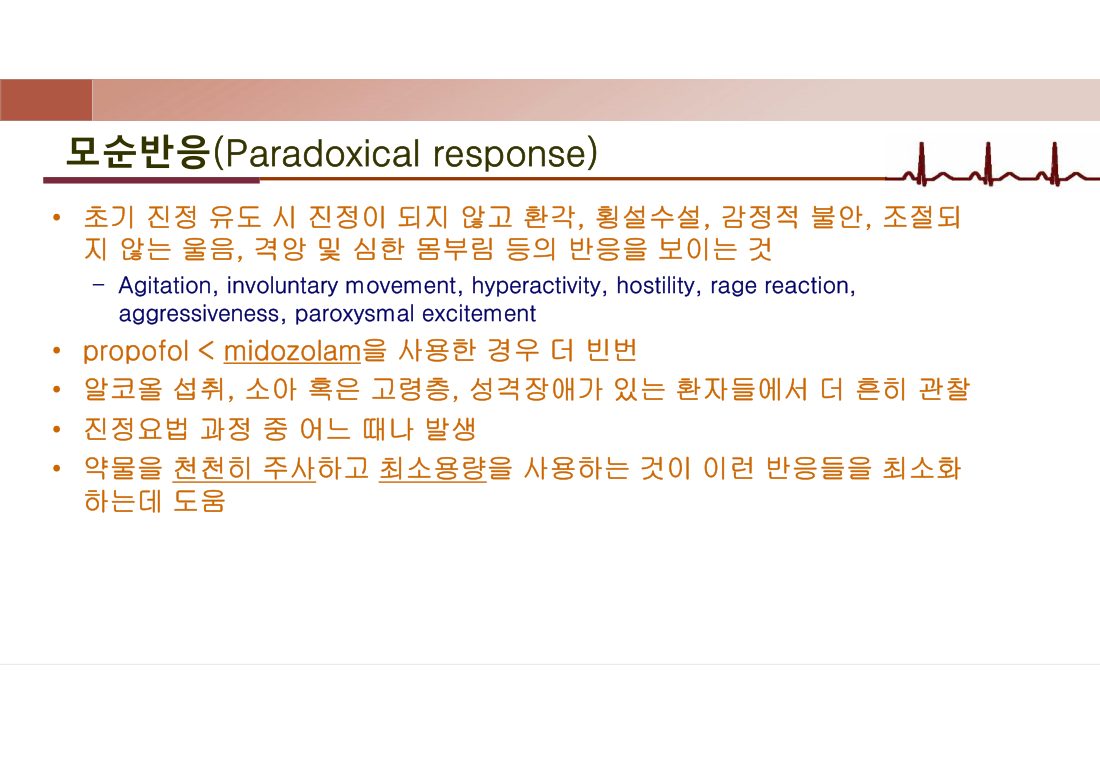 모순반응(Paradoxical response)
• 초기 진정 유도 시 진정이 되지 않고 환각, 횡설수설, 감정적 불안, 조절되
지 않는 울음, 격앙 및 심한 몸부림 등의 반응을 보이는 것
– Agitation, involuntary movement, hyperactivity, hostility, rage reaction,
aggressiveness, paroxysmal excitement
• propofol < midozolam을 사용한 경우 더 빈번
• 알코올 섭취, 소아 혹은 고령층, 성격장애가 있는 환자들에서 더 흔히 관찰
• 진정요법 과정 중 어느 때나 발생
• 약물을 천천히 주사하고 최소용량을 사용하는 것이 이런 반응들을 최소화
하는데 도움